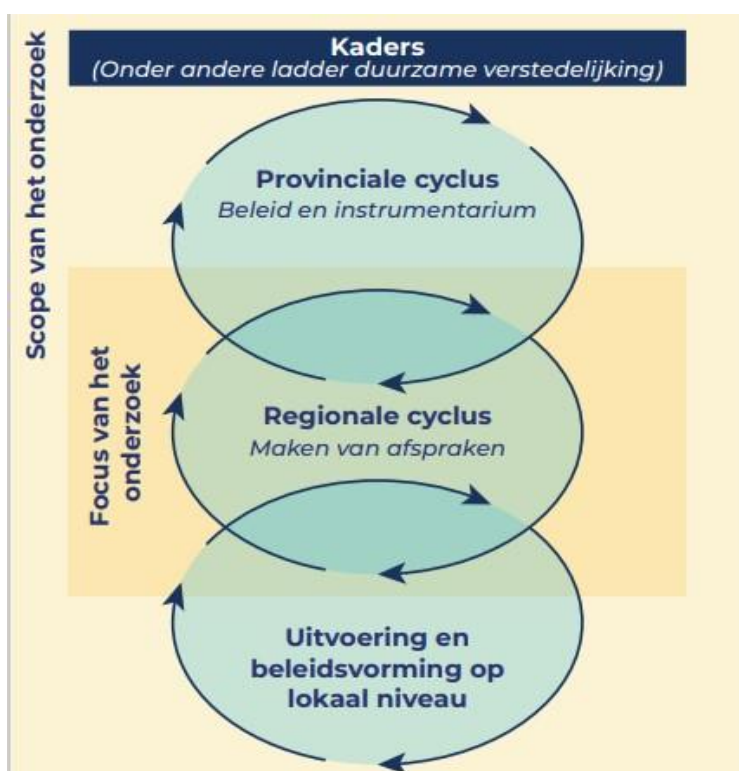 Scope van het onderzoek
Kaders
(Onder andere ladder duurzame verstedelijking)
Provinciale cyclus
Beleid en instrumentarium
Focus van het
onderzoek
Regionale cyclus
Maken van afspraken
Uitvoering en
beleidsvorming op
lokaal niveau